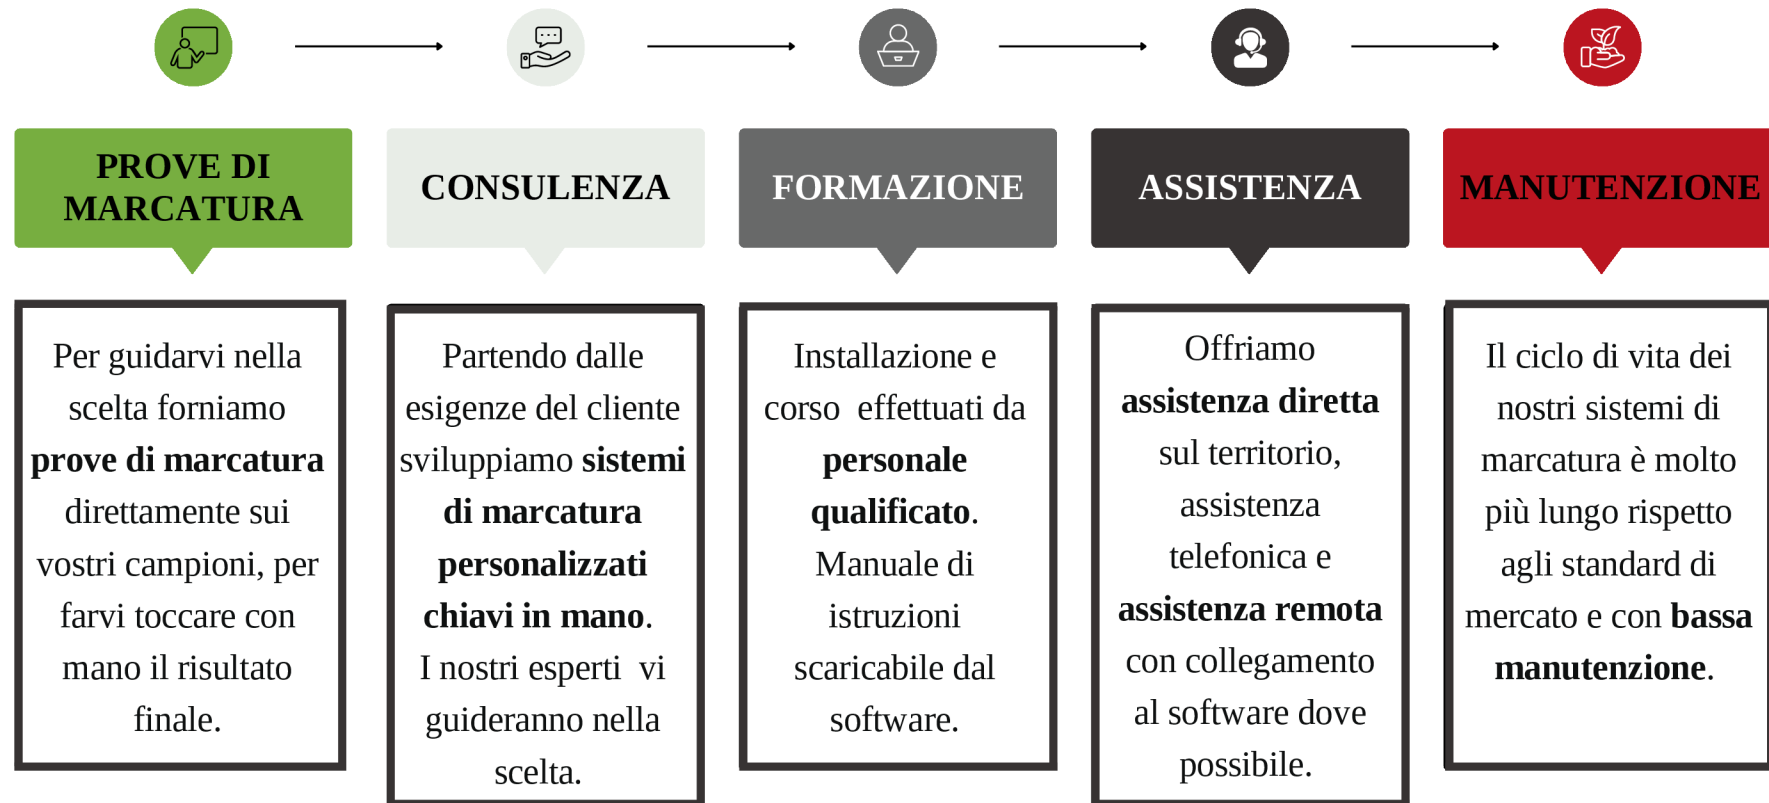 PROVE DI
MARCATURA
CONSULENZA
FORMAZIONE
ASSISTENZA
MANUTENZIONE
Per guidarvi nella
scelta forniamo
prove di marcatura
direttamente sui
vostri campioni, per
farvi toccare con
mano il risultato
finale.
Partendo dalle
esigenze del cliente
sviluppiamo sistemi
di marcatura
personalizzati
chiavi in mano.
I nostri esperti  vi
guideranno nella
scelta.
Installazione e
corso  effettuati da
personale
qualificato.
Manuale di
istruzioni
scaricabile dal
software.
Offriamo
assistenza diretta
sul territorio,
assistenza
telefonica e
assistenza remota
con collegamento
al software dove
possibile.
Il ciclo di vita dei
nostri sistemi di
marcatura è molto
più lungo rispetto
agli standard di
mercato e con bassa
manutenzione.